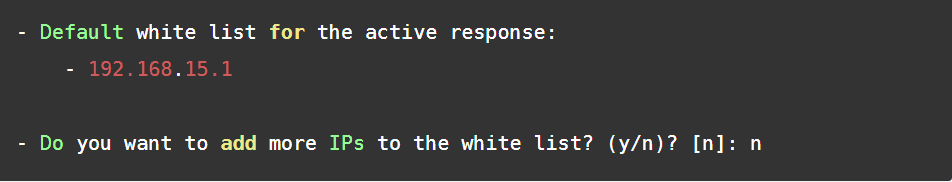 - Default white list for the active response:
- 192.168.15.1
- Do you want to add more IPs to the white list? (y/n)? [n]: n